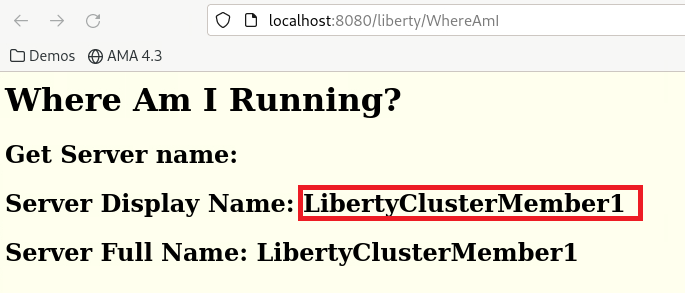 localhost:8080/liberty/WhereAmI
Demos AMA 4.3
Where Am I Running?
Get Server name:
Server Display Name: LibertyClusterMember1
Server Full Name: LibertyClusterMember1